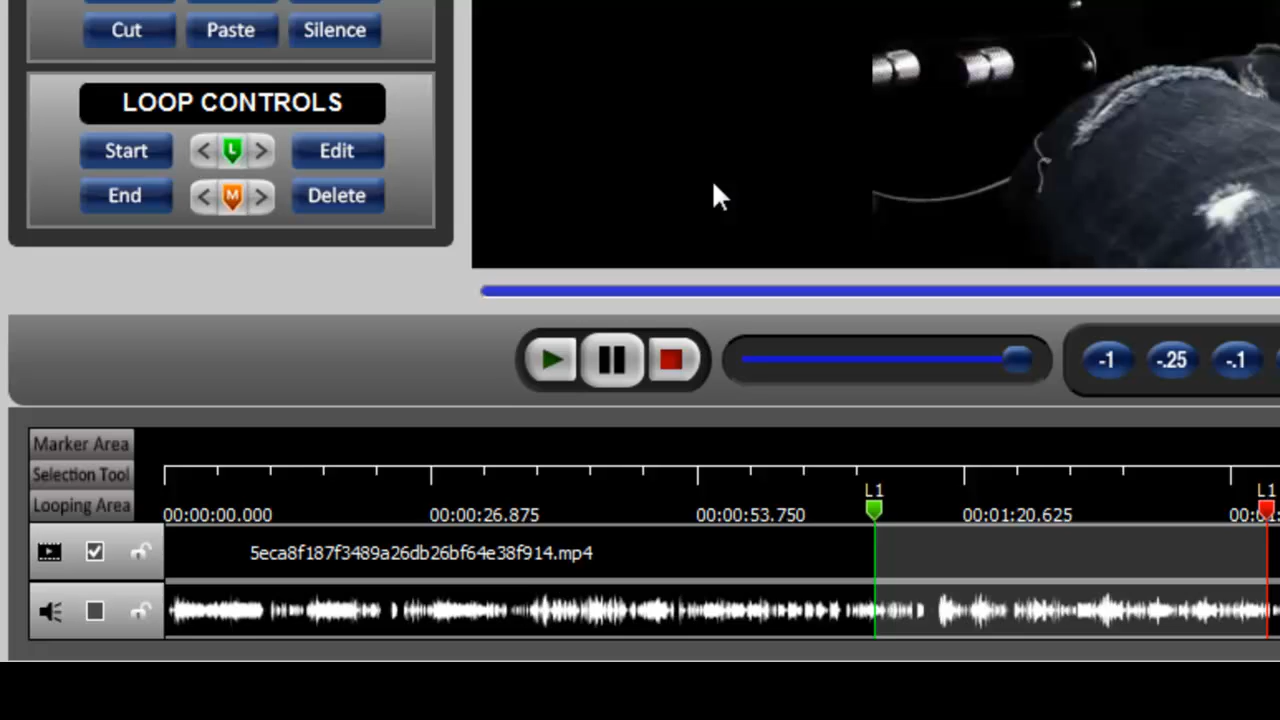 Cut Paste Silence
LOOP CONTROLS
Start < L > Edit
End < M > Delete
-1 -.25 -.1
Marker Area
Selection Tool
Looping Area
L1 L1
00:00:00.000 00:00:26.875 00:00:53.750 00:01:20.625
5eca8f187f3489a26db26bf64e38f914.mp4